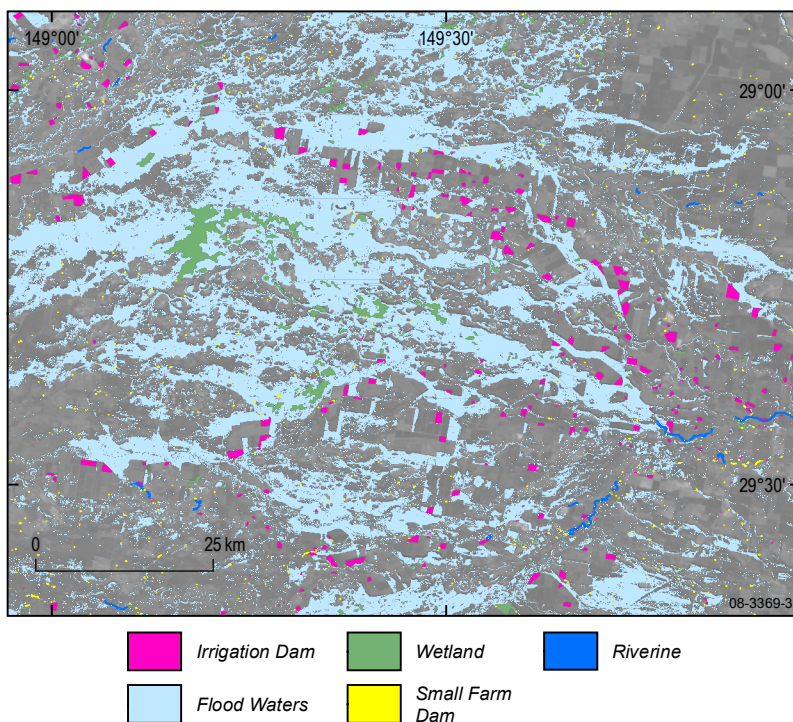 149°00' 149°30'
29°00'
29°30'
0 25 km
08-3369-3
Irrigation Dam Wetland Riverine
Flood Waters Small Farm
Dam